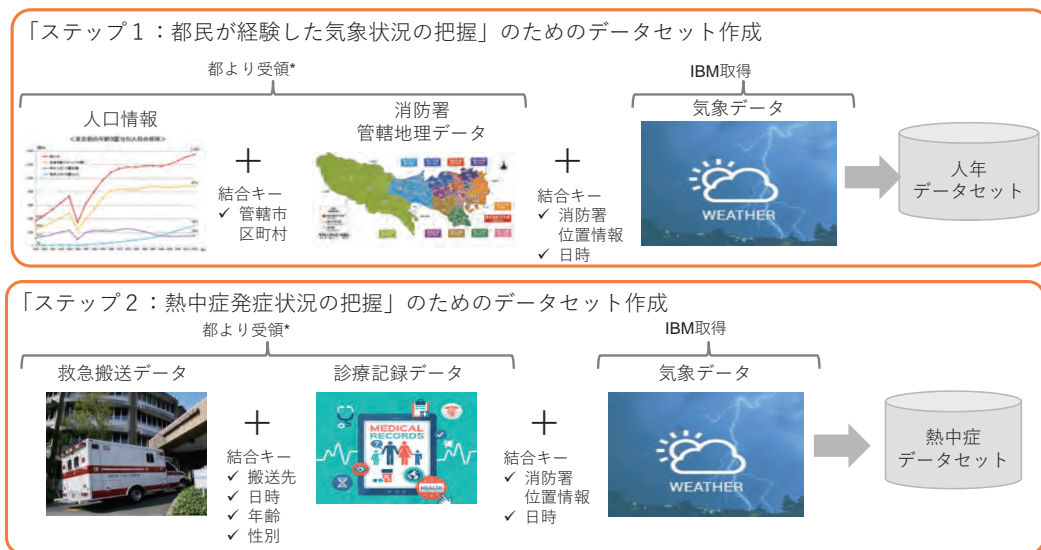 「ステップ１：都民が経験した気象状況の把握」のためのデータセット作成
都より受領*
IBM取得
人口情報
消防署
管轄地理データ
気象データ
＋
結合キー
✓ 管轄市
区町村
＋
結合キー
✓ 消防署
位置情報
✓ 日時
WEATHER
人年
データセット
「ステップ２：熱中症発症状況の把握」のためのデータセット作成
都より受領*
IBM取得
救急搬送データ
診療記録データ
気象データ
＋
結合キー
✓ 搬送先
✓ 日時
✓ 年齢
✓ 性別
MEDICAL
RECORDS
HEALTH
＋
結合キー
✓ 消防署
位置情報
✓ 日時
WEATHER
熱中症
データセット